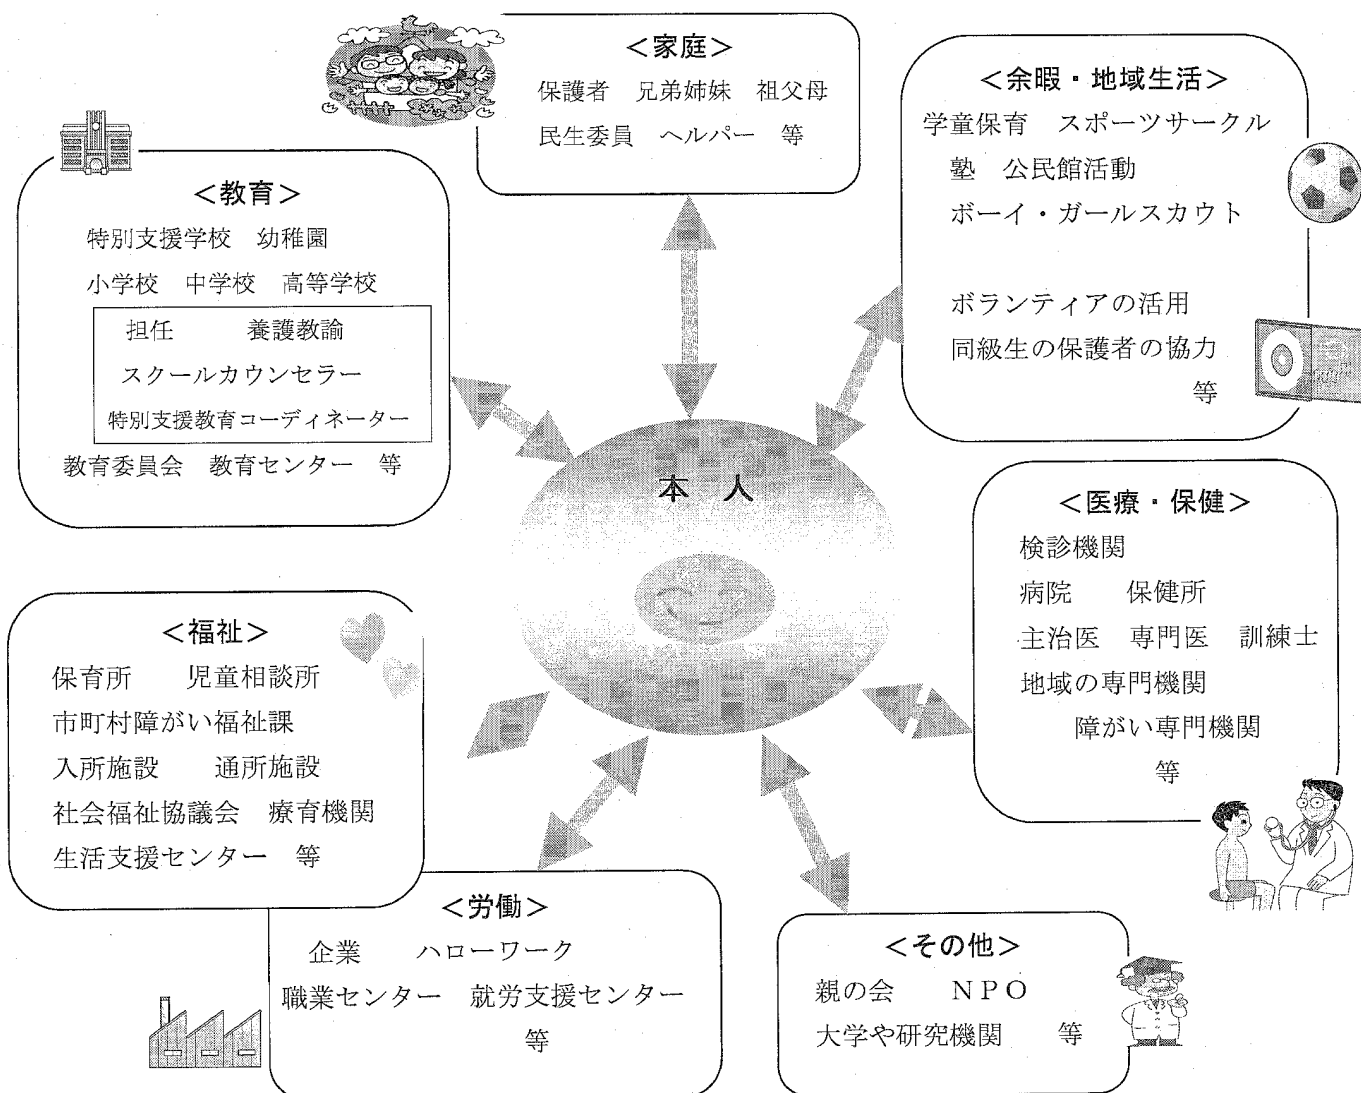 <家庭>
保護者 兄弟姉妹 祖父母
民生委員 ヘルパー 等
<余暇・地域生活>
学童保育 スポーツサークル
塾 公民館活動
ボーイ・ガールスカウト
ボランティアの活用
同級生の保護者の協力
等
<教育>
特別支援学校 幼稚園
小学校 中学校 高等学校
担任 養護教諭
スクールカウンセラー
特別支援教育コーディネーター
教育委員会 教育センター 等
本 人
<医療・保健>
検診機関
病院 保健所
主治医 専門医 訓練士
地域の専門機関
障がい専門機関
等
<福祉>
保育所 児童相談所
市町村障がい福祉課
入所施設 通所施設
社会福祉協議会 療育機関
生活支援センター 等
<労働>
企業 ハローワーク
職業センター 就労支援センター
等
<その他>
親の会 NPO
大学や研究機関 等